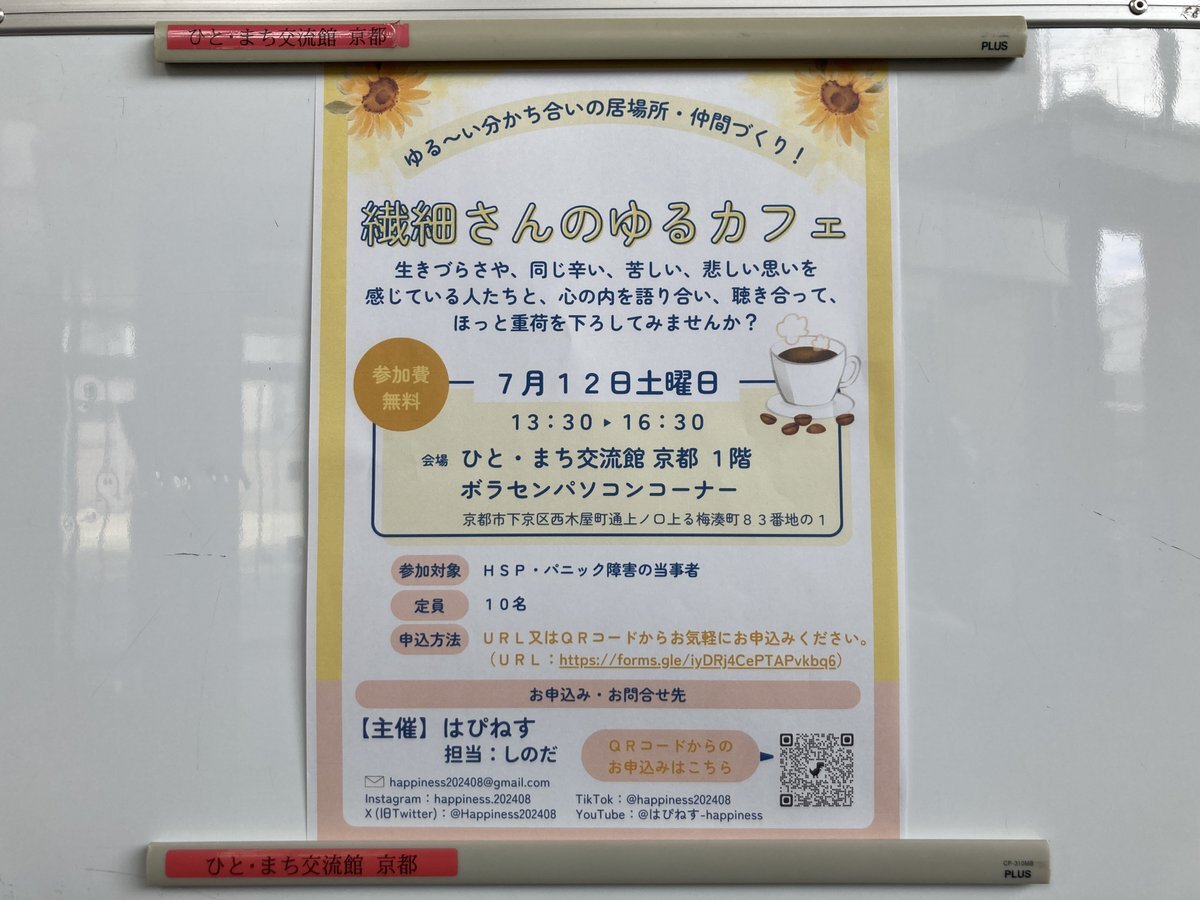 ひと・まち交流館 京都
PLUS
ゆる〜い分かち合いの居場所・仲間づくり！
繊細さんのゆるカフェ
生きづらさや、同じ辛い、苦しい、悲しい思いを
感じている人たちと、心の内を語り合い、聴き合って、
ほっと重荷を下ろしてみませんか？
参加費
無料
７月１２日土曜日
13：30 ▸ 16：30
会場 ひと・まち交流館 京都 １階
ボラセンパソコンコーナー
京都市下京区西木屋町通上ノ口上る梅湊町８３番地の１
参加対象 ＨＳＰ・パニック障害の当事者
定員 １０名
申込方法 ＵＲＬ又はＱＲコードからお気軽にお申込みください。
（ＵＲＬ：https://forms.gle/iyDRj4CePTAPvkbq6）
お申込み・お問合せ先
【主催】はぴねす
担当：しのだ
ＱＲコードからの
お申込みはこちら
happiness202408@gmail.com
Instagram：happiness.202408 TikTok：@happiness202408
X (旧Twitter)：@Happiness202408 YouTube：@はぴねす-happiness
ひと・まち交流館 京都
CP-310MB
PLUS